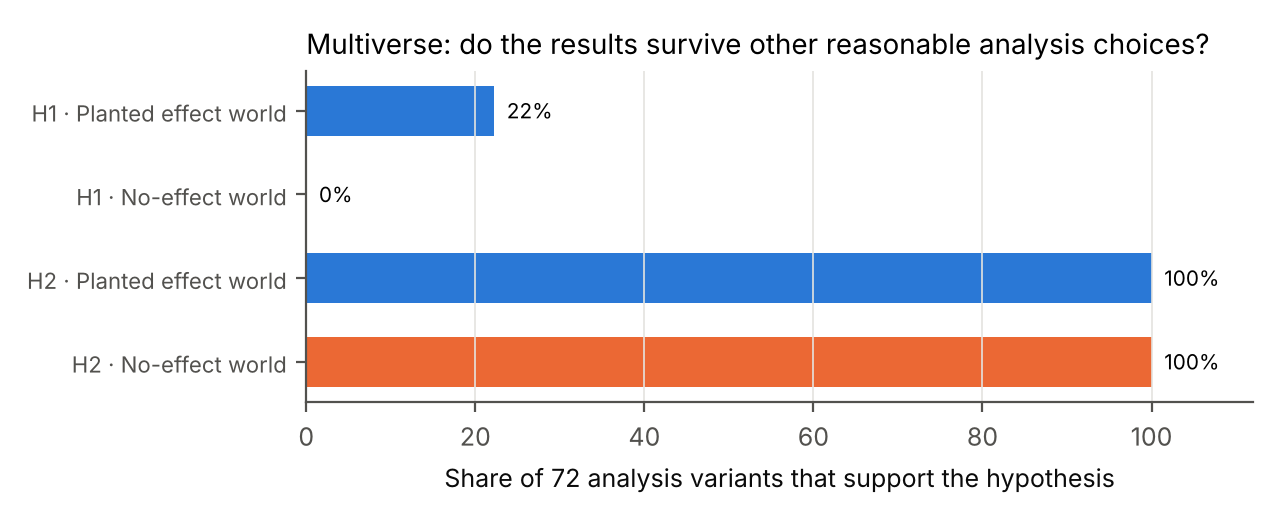 Multiverse: do the results survive other reasonable analysis choices?
H1 · Planted effect world
22%
H1 · No-effect world
0%
H2 · Planted effect world
100%
H2 · No-effect world
100%
0 20 40 60 80 100
Share of 72 analysis variants that support the hypothesis